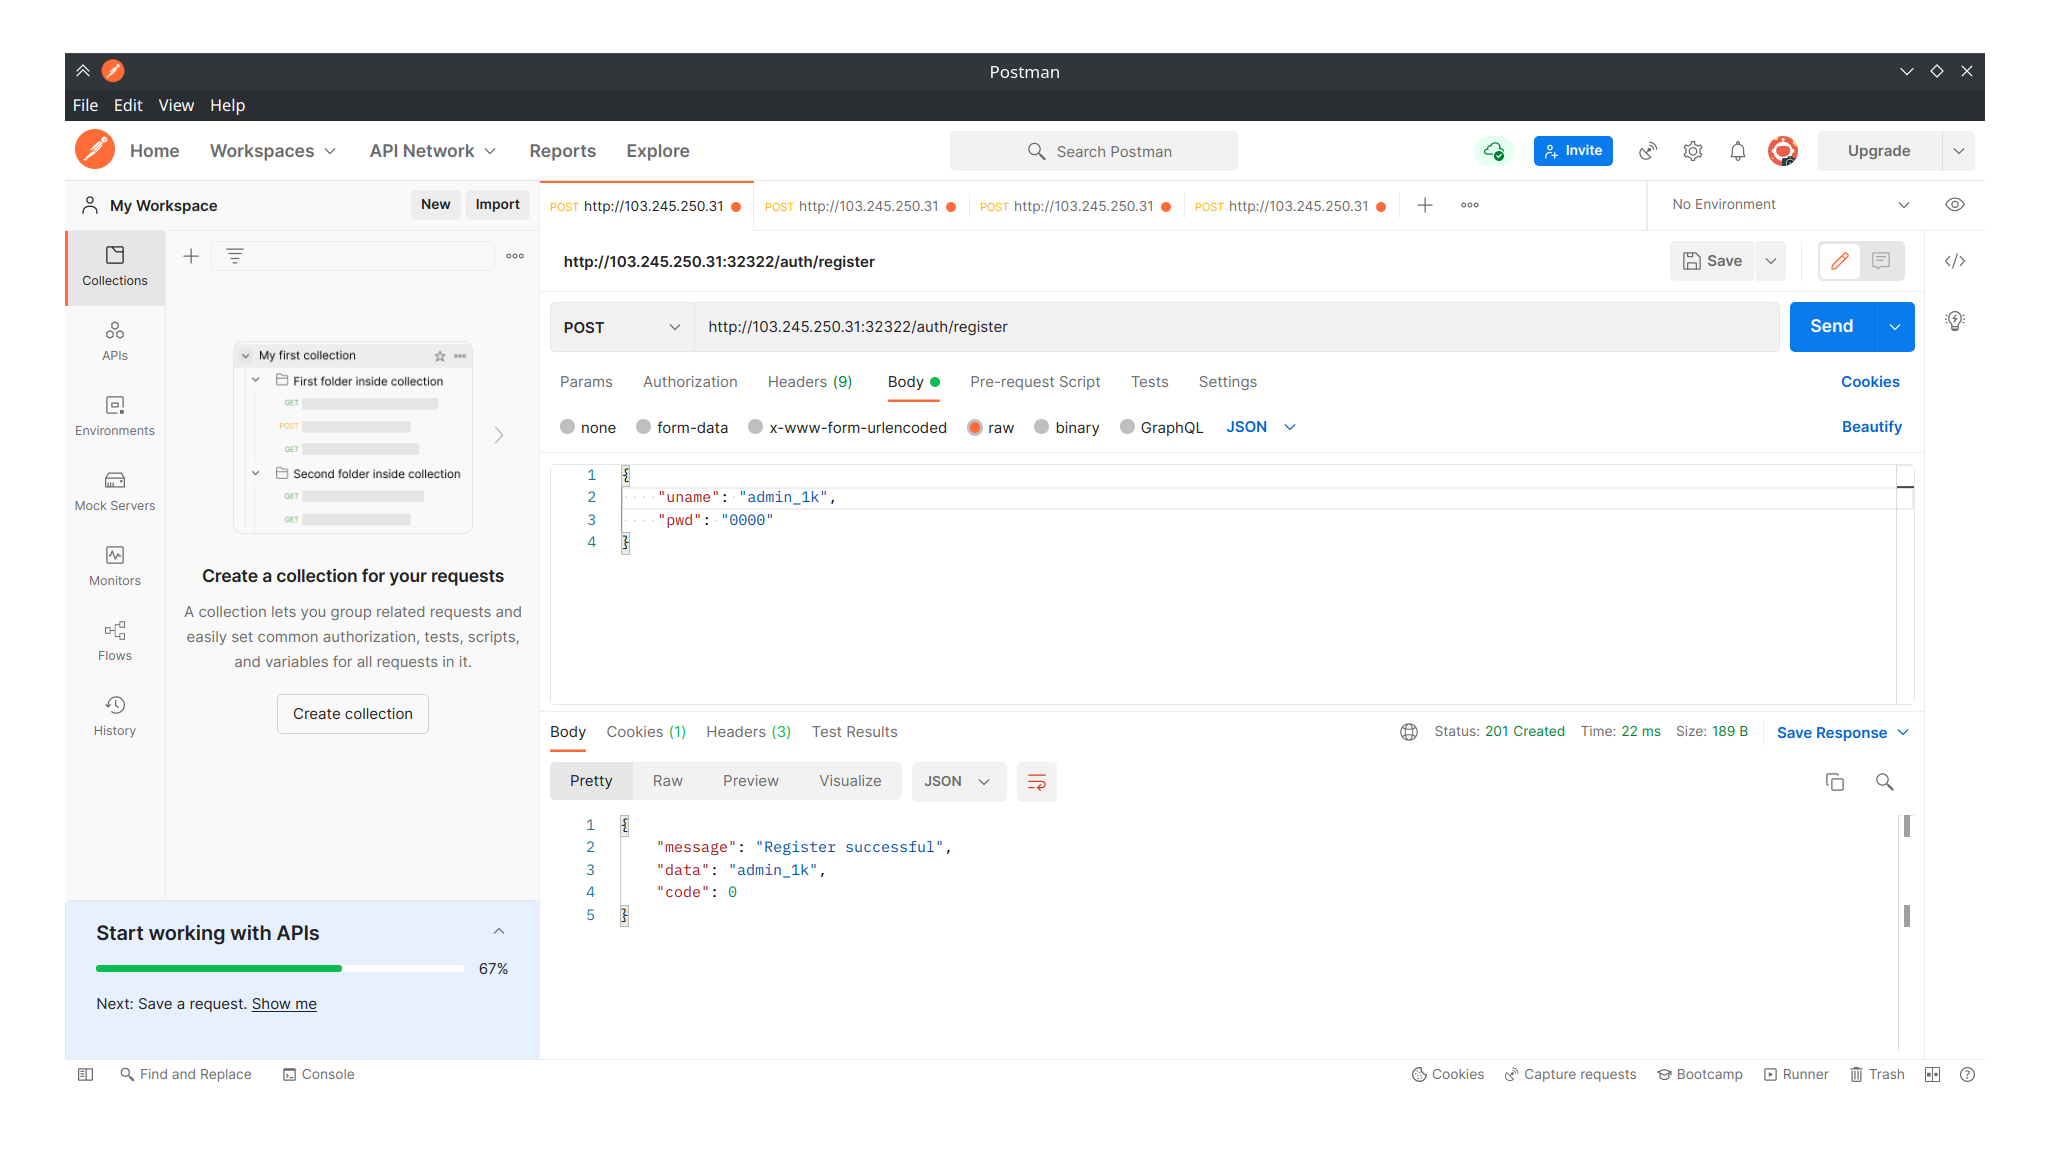 Postman
File Edit View Help
Home Workspaces API Network Reports Explore Search Postman Invite Upgrade
My Workspace New Import
POST http://103.245.250.31 POST http://103.245.250.31 POST http://103.245.250.31 POST http://103.245.250.31 No Environment
Collections
APIs
Environments
Mock Servers
Monitors
Flows
History
My first collection
First folder inside collection
GET
POST
GET
Second folder inside collection
GET
GET
Create a collection for your requests
A collection lets you group related requests and
easily set common authorization, tests, scripts,
and variables for all requests in it.
Create collection
Start working with APIs
67%
Next: Save a request. Show me
http://103.245.250.31:32322/auth/register Save
POST http://103.245.250.31:32322/auth/register Send
Params Authorization Headers (9) Body Pre-request Script Tests Settings Cookies
none form-data x-www-form-urlencoded raw binary GraphQL JSON Beautify
1 {
2 "uname": "admin_1k",
3 "pwd": "0000"
4 }
Body Cookies (1) Headers (3) Test Results Status: 201 Created Time: 22 ms Size: 189 B Save Response
Pretty Raw Preview Visualize JSON
1 {
2 "message": "Register successful",
3 "data": "admin_1k",
4 "code": 0
5 }
Find and Replace Console Cookies Capture requests Bootcamp Runner Trash